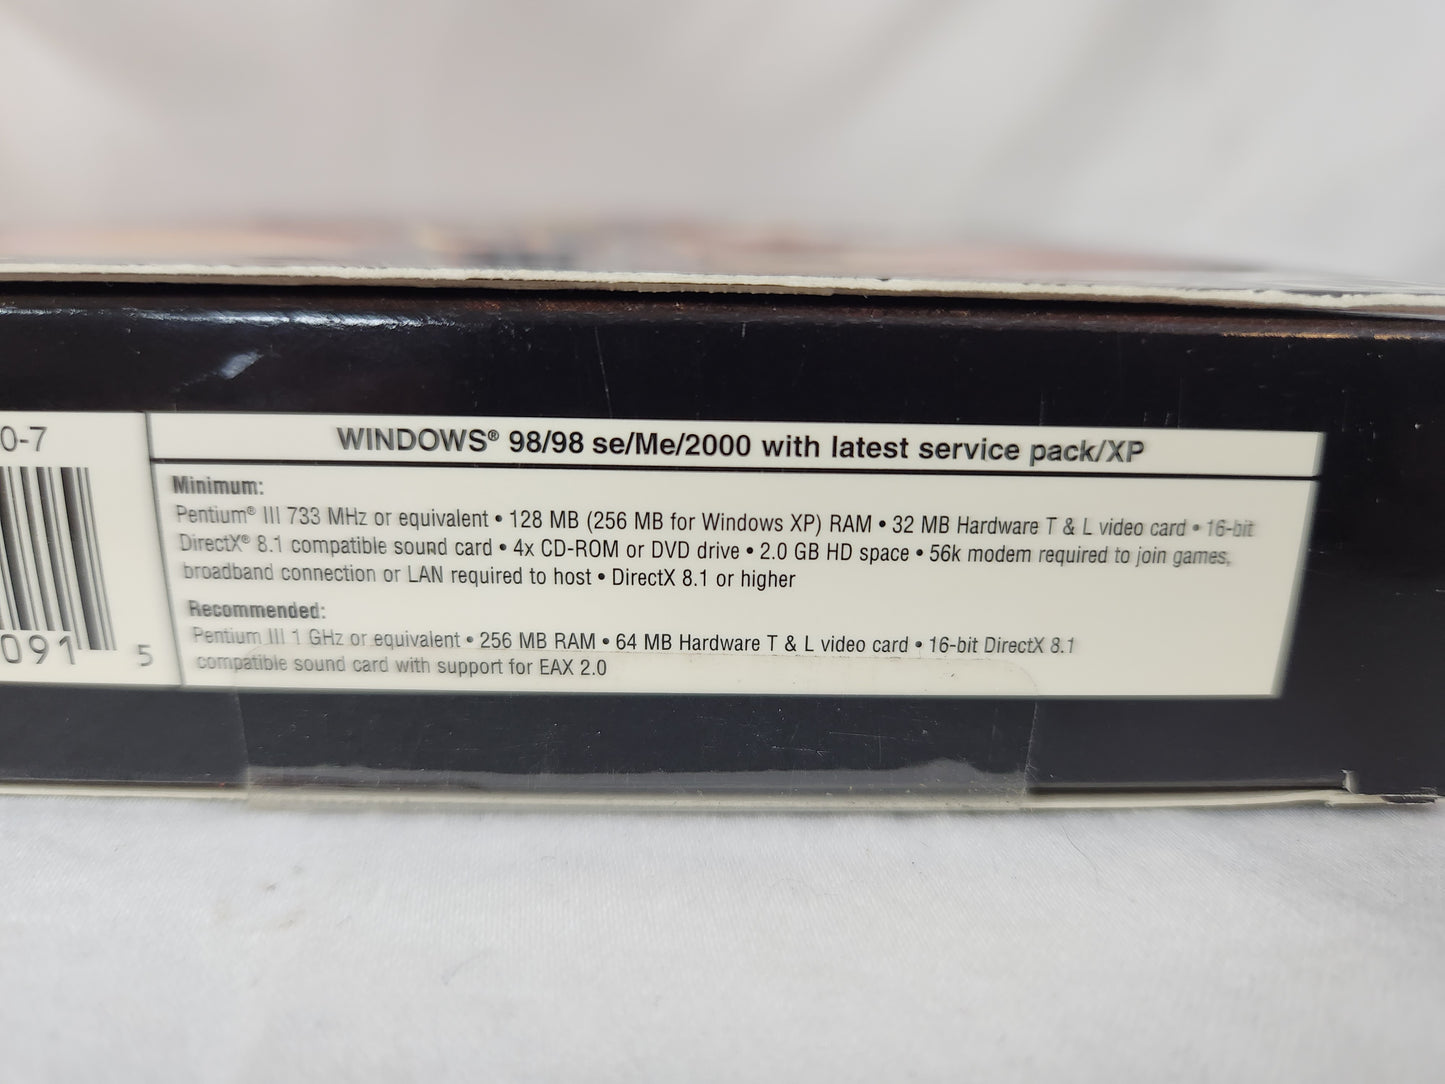 0-7
WINDOWS® 98/98 se/Me/2000 with latest service pack/XP
Minimum:
Pentium® III 733 MHz or equivalent • 128 MB (256 MB for Windows XP) RAM • 32 MB Hardware T & L video card • 16-bit
DirectX® 8.1 compatible sound card • 4x CD-ROM or DVD drive • 2.0 GB HD space • 56k modem required to join games,
broadband connection or LAN required to host • DirectX 8.1 or higher
Recommended:
Pentium III 1 GHz or equivalent • 256 MB RAM • 64 MB Hardware T & L video card • 16-bit DirectX 8.1
compatible sound card with support for EAX 2.0
091 5